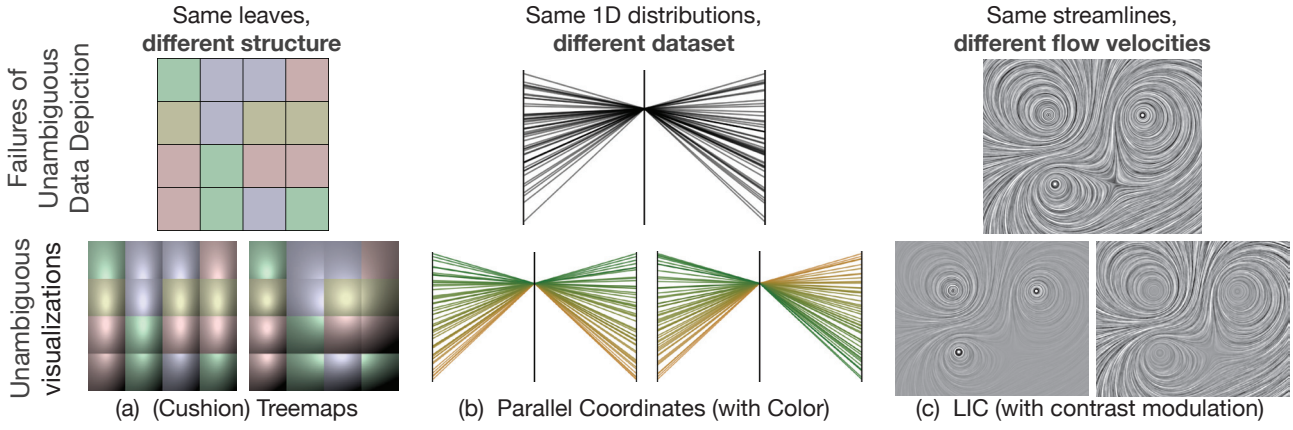 Same leaves,
different structure
Same 1D distributions,
different dataset
Same streamlines,
different flow velocities
Failures of
Unambiguous
Data Depiction
Unambiguous
visualizations
(a) (Cushion) Treemaps
(b) Parallel Coordinates (with Color)
(c) LIC (with contrast modulation)